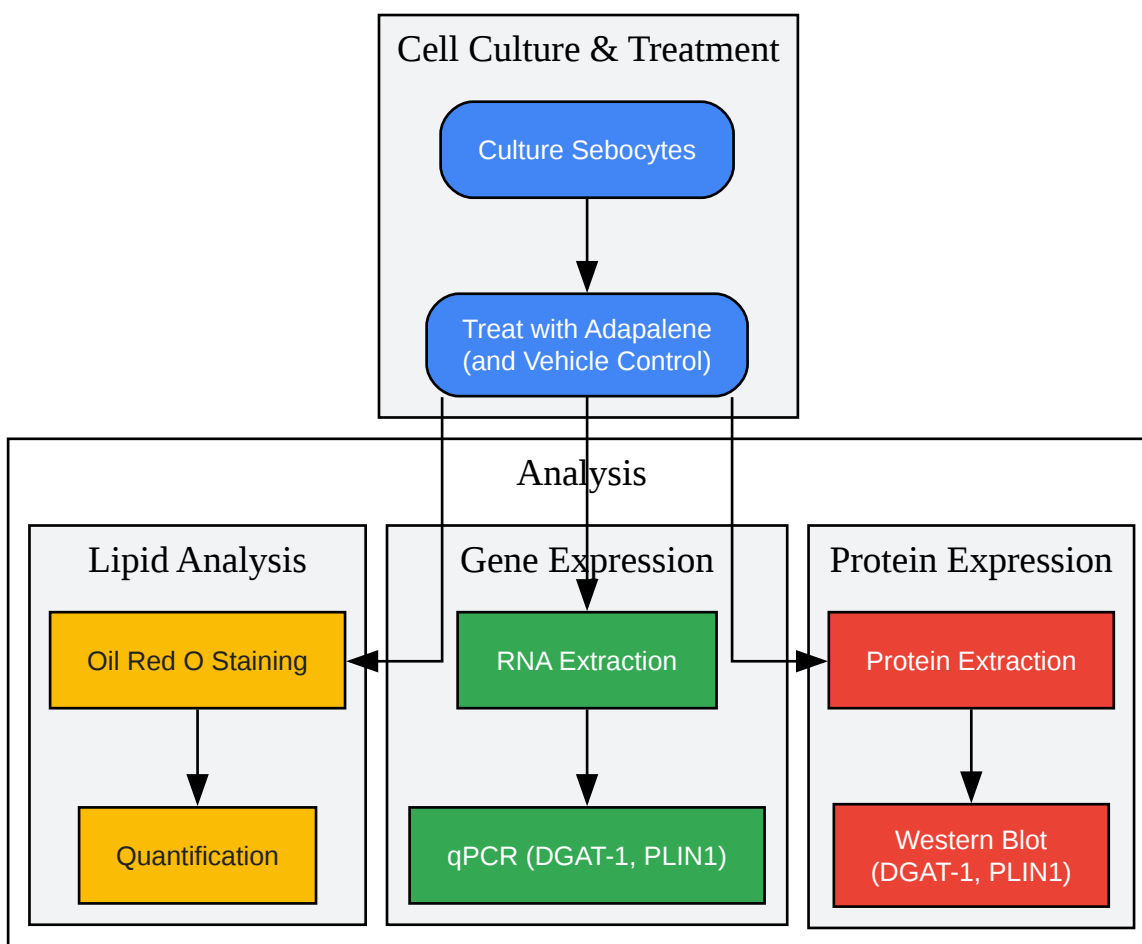 Cell Culture & Treatment
Culture Sebocytes
Treat with Adapalene
(and Vehicle Control)
Analysis
Lipid Analysis
Gene Expression
Protein Expression
Oil Red O Staining
RNA Extraction
Protein Extraction
Quantification
qPCR (DGAT-1, PLIN1)
Western Blot
(DGAT-1, PLIN1)